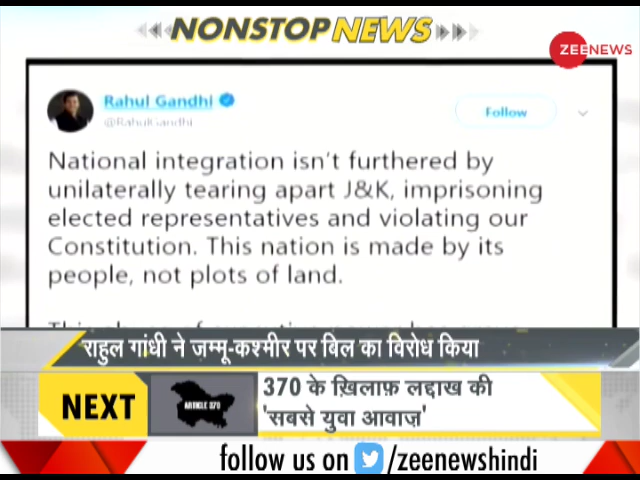 NONSTOP NEWS
ZEENEWS
Rahul Gandhi
@RahulGandhi
Follow
National integration isn't furthered by
unilaterally tearing apart J&K, imprisoning
elected representatives and violating our
Constitution. This nation is made by its
people, not plots of land.
राहुल गांधी ने जम्मू-कश्मीर पर बिल का विरोध किया
NEXT
ARTICLE 370
370 के ख़िलाफ़ लद्दाख की
'सबसे युवा आवाज़'
follow us on /zeenewshindi